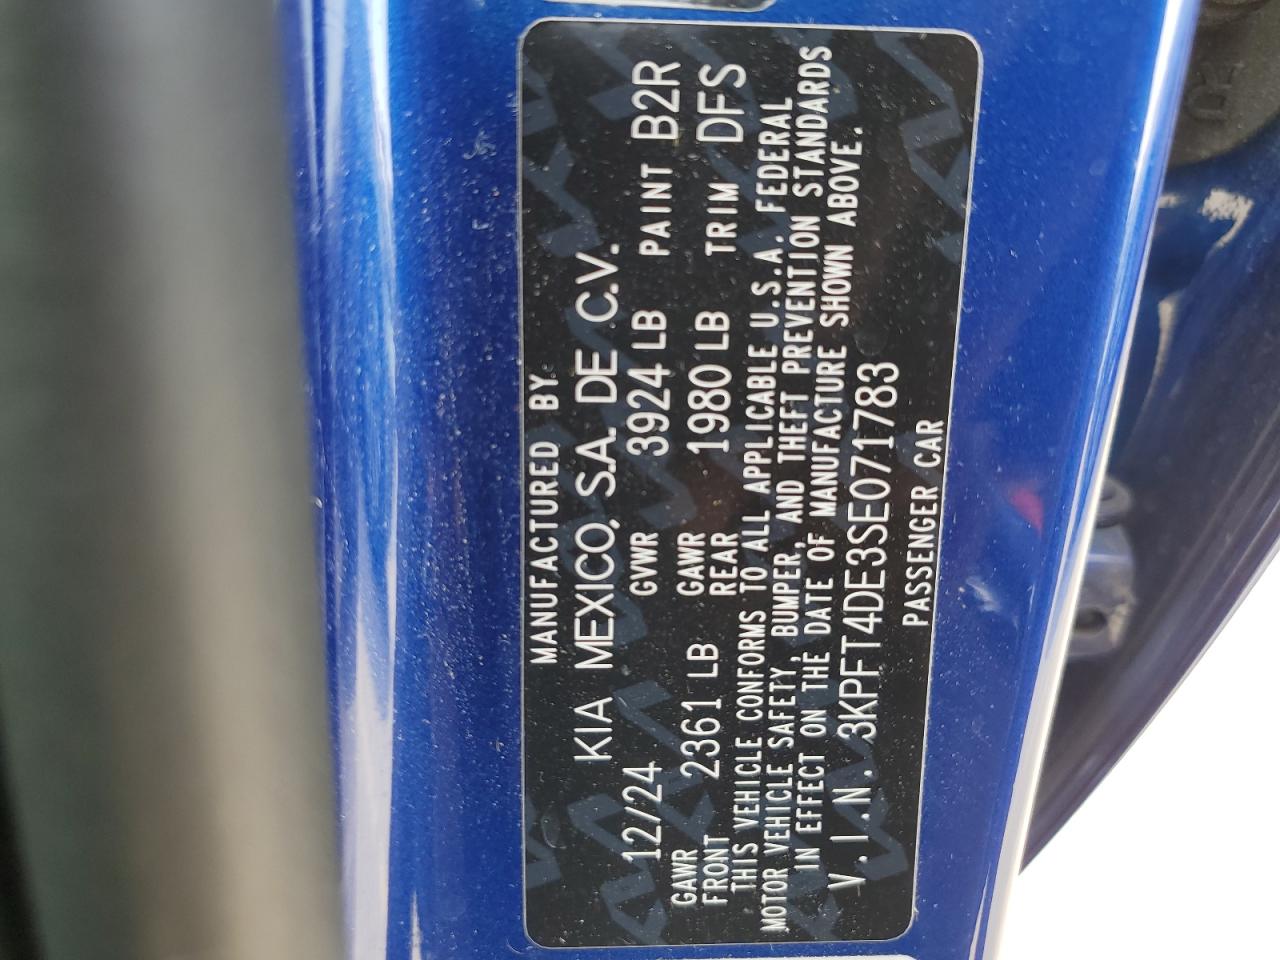 MANUFACTURED BY
KIA MEXICO, S.A. DE C.V.
12/24 GVWR 3924 LB PAINT B2R
GAWR FRONT 2361 LB GAWR REAR 1980 LB TRIM DFS
THIS VEHICLE CONFORMS TO ALL APPLICABLE U.S.A. FEDERAL
MOTOR VEHICLE SAFETY, BUMPER, AND THEFT PREVENTION STANDARDS
IN EFFECT ON THE DATE OF MANUFACTURE SHOWN ABOVE.
V.I.N. 3KPFT4DE3SE071783
PASSENGER CAR